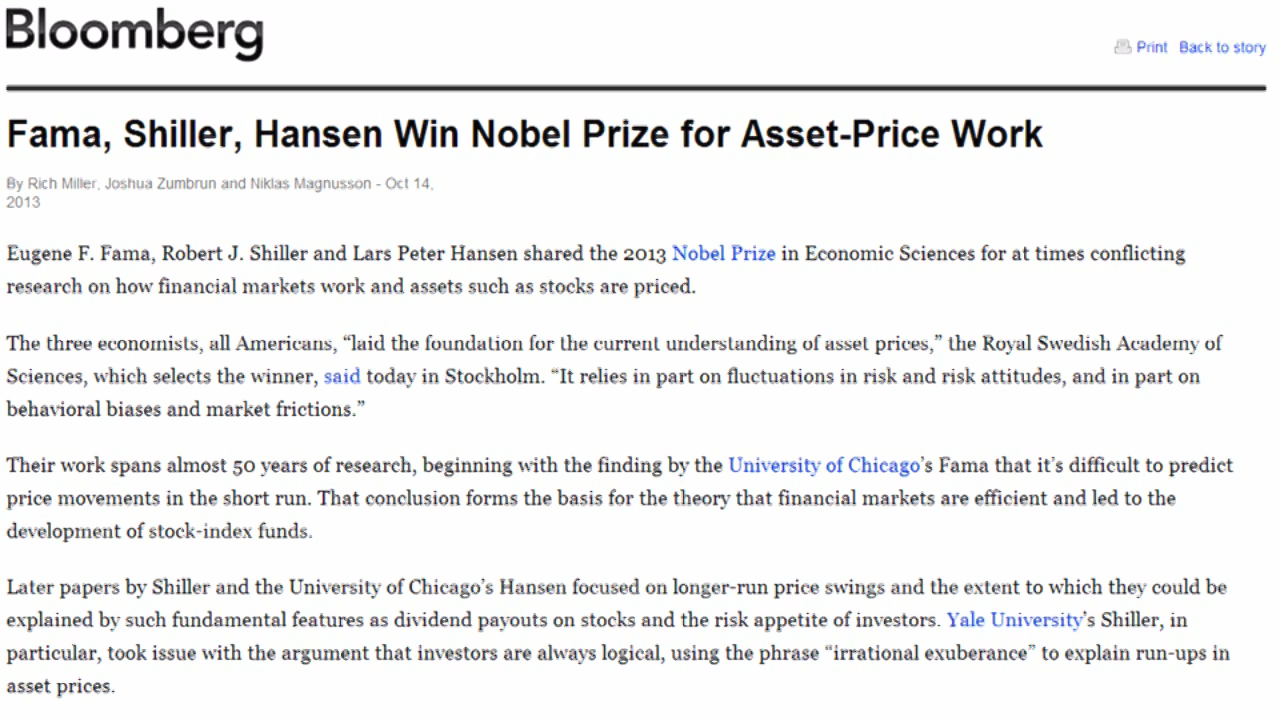 Bloomberg
Print Back to story
Fama, Shiller, Hansen Win Nobel Prize for Asset-Price Work
By Rich Miller, Joshua Zumbrun and Niklas Magnusson - Oct 14,
2013
Eugene F. Fama, Robert J. Shiller and Lars Peter Hansen shared the 2013 Nobel Prize in Economic Sciences for at times conflicting
research on how financial markets work and assets such as stocks are priced.
The three economists, all Americans, “laid the foundation for the current understanding of asset prices,” the Royal Swedish Academy of
Sciences, which selects the winner, said today in Stockholm. “It relies in part on fluctuations in risk and risk attitudes, and in part on
behavioral biases and market frictions.”
Their work spans almost 50 years of research, beginning with the finding by the University of Chicago’s Fama that it’s difficult to predict
price movements in the short run. That conclusion forms the basis for the theory that financial markets are efficient and led to the
development of stock-index funds.
Later papers by Shiller and the University of Chicago’s Hansen focused on longer-run price swings and the extent to which they could be
explained by such fundamental features as dividend payouts on stocks and the risk appetite of investors. Yale University’s Shiller, in
particular, took issue with the argument that investors are always logical, using the phrase “irrational exuberance” to explain run-ups in
asset prices.